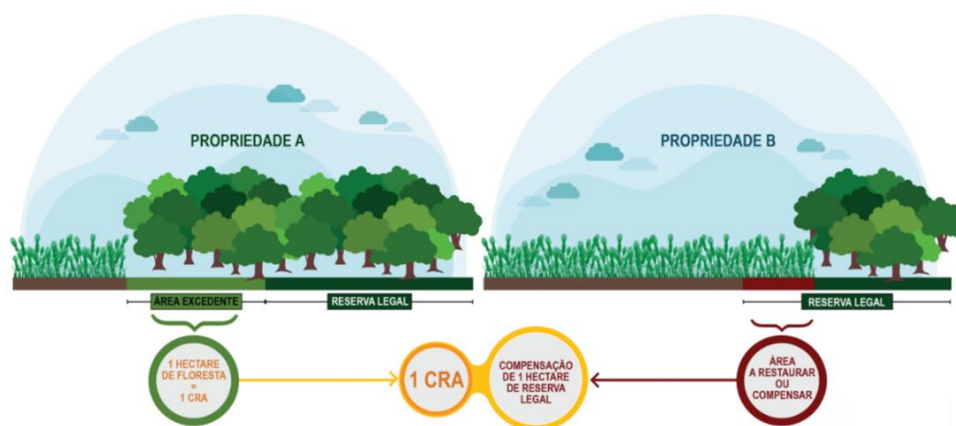 PROPRIEDADE A
PROPRIEDADE B
ÁREA EXCEDENTE
RESERVA LEGAL
RESERVA LEGAL
1 HECTARE
DE FLORESTA
=
1 CRA
1 CRA
COMPENSAÇÃO
DE 1 HECTARE
DE RESERVA
LEGAL
ÁREA
A RESTAURAR
OU
COMPENSAR